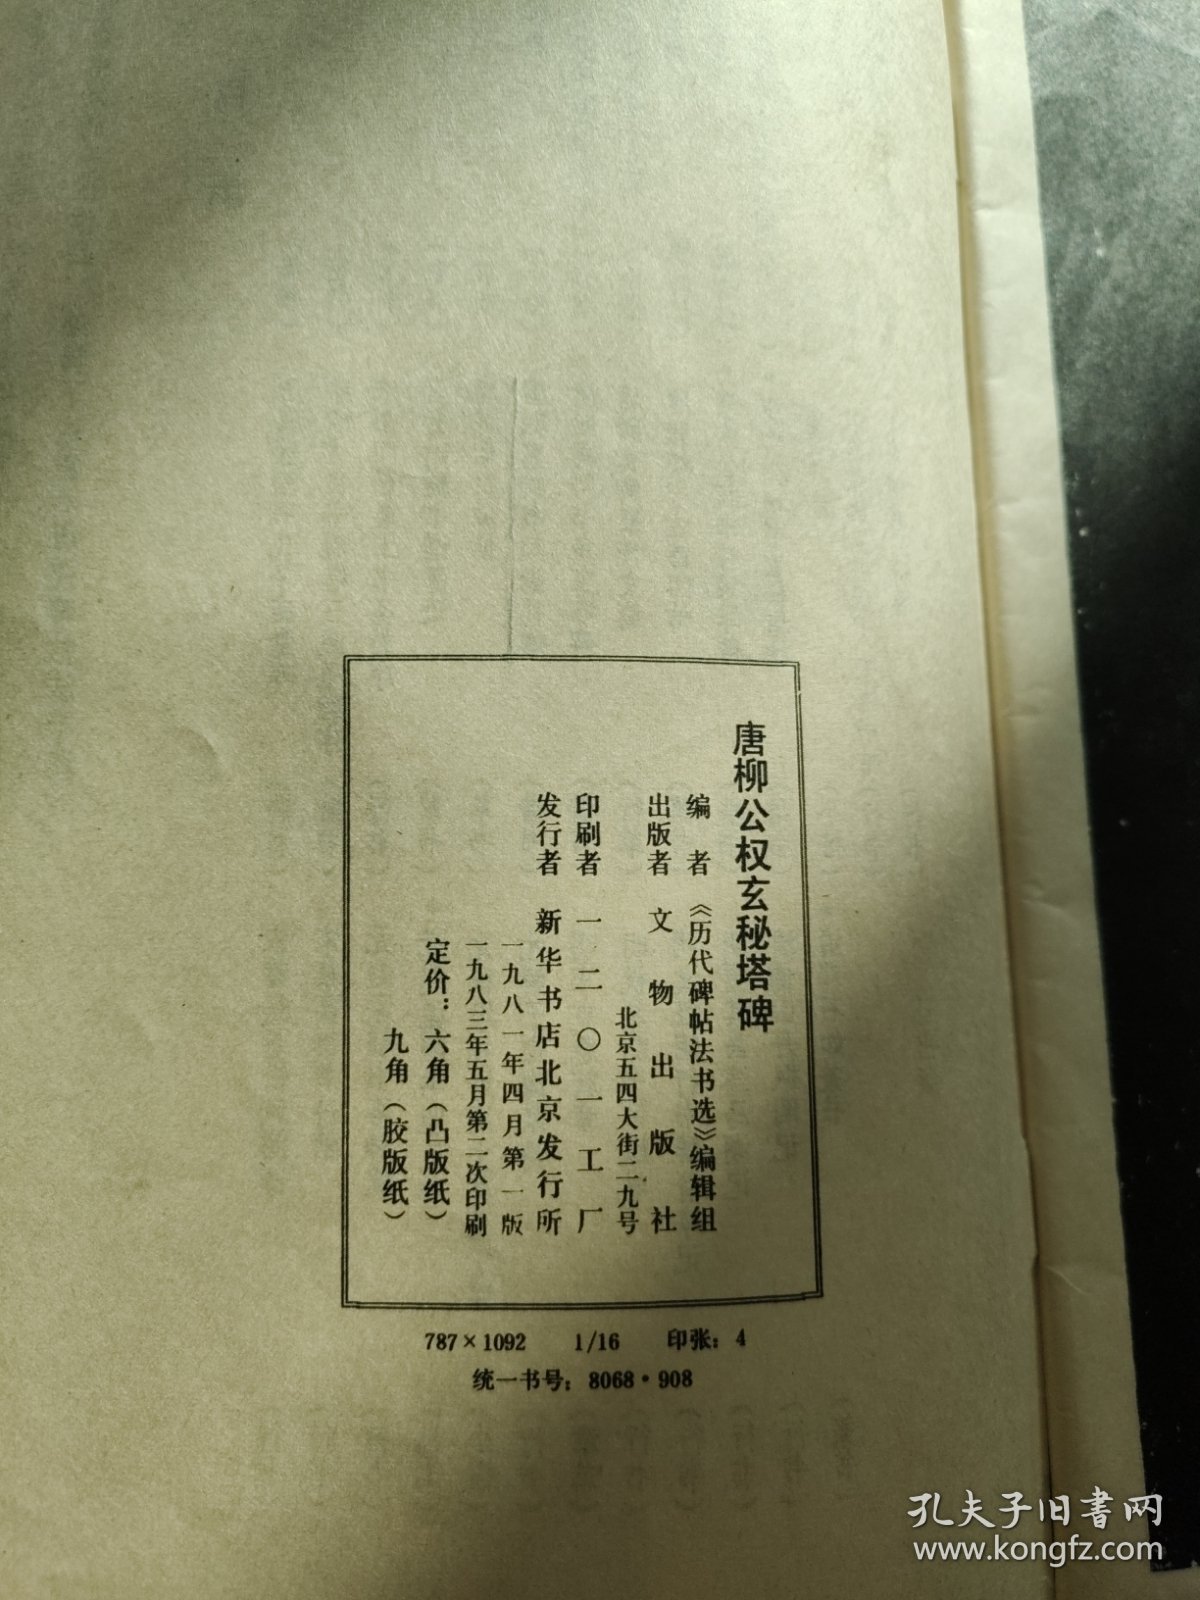 唐柳公权玄秘塔碑
编 者 《历代碑帖法书选》编辑组
出版者 文物出版社
北京五四大街二九号
印刷者 一二〇一工厂
发行者 新华书店北京发行所
一九八一年四月第一版
一九八三年五月第二次印刷
定价：六角（凸版纸）
九角（胶版纸）
787×1092 1/16 印张：4
统一书号：8068·908
孔夫子旧書网
www.kongfz.com